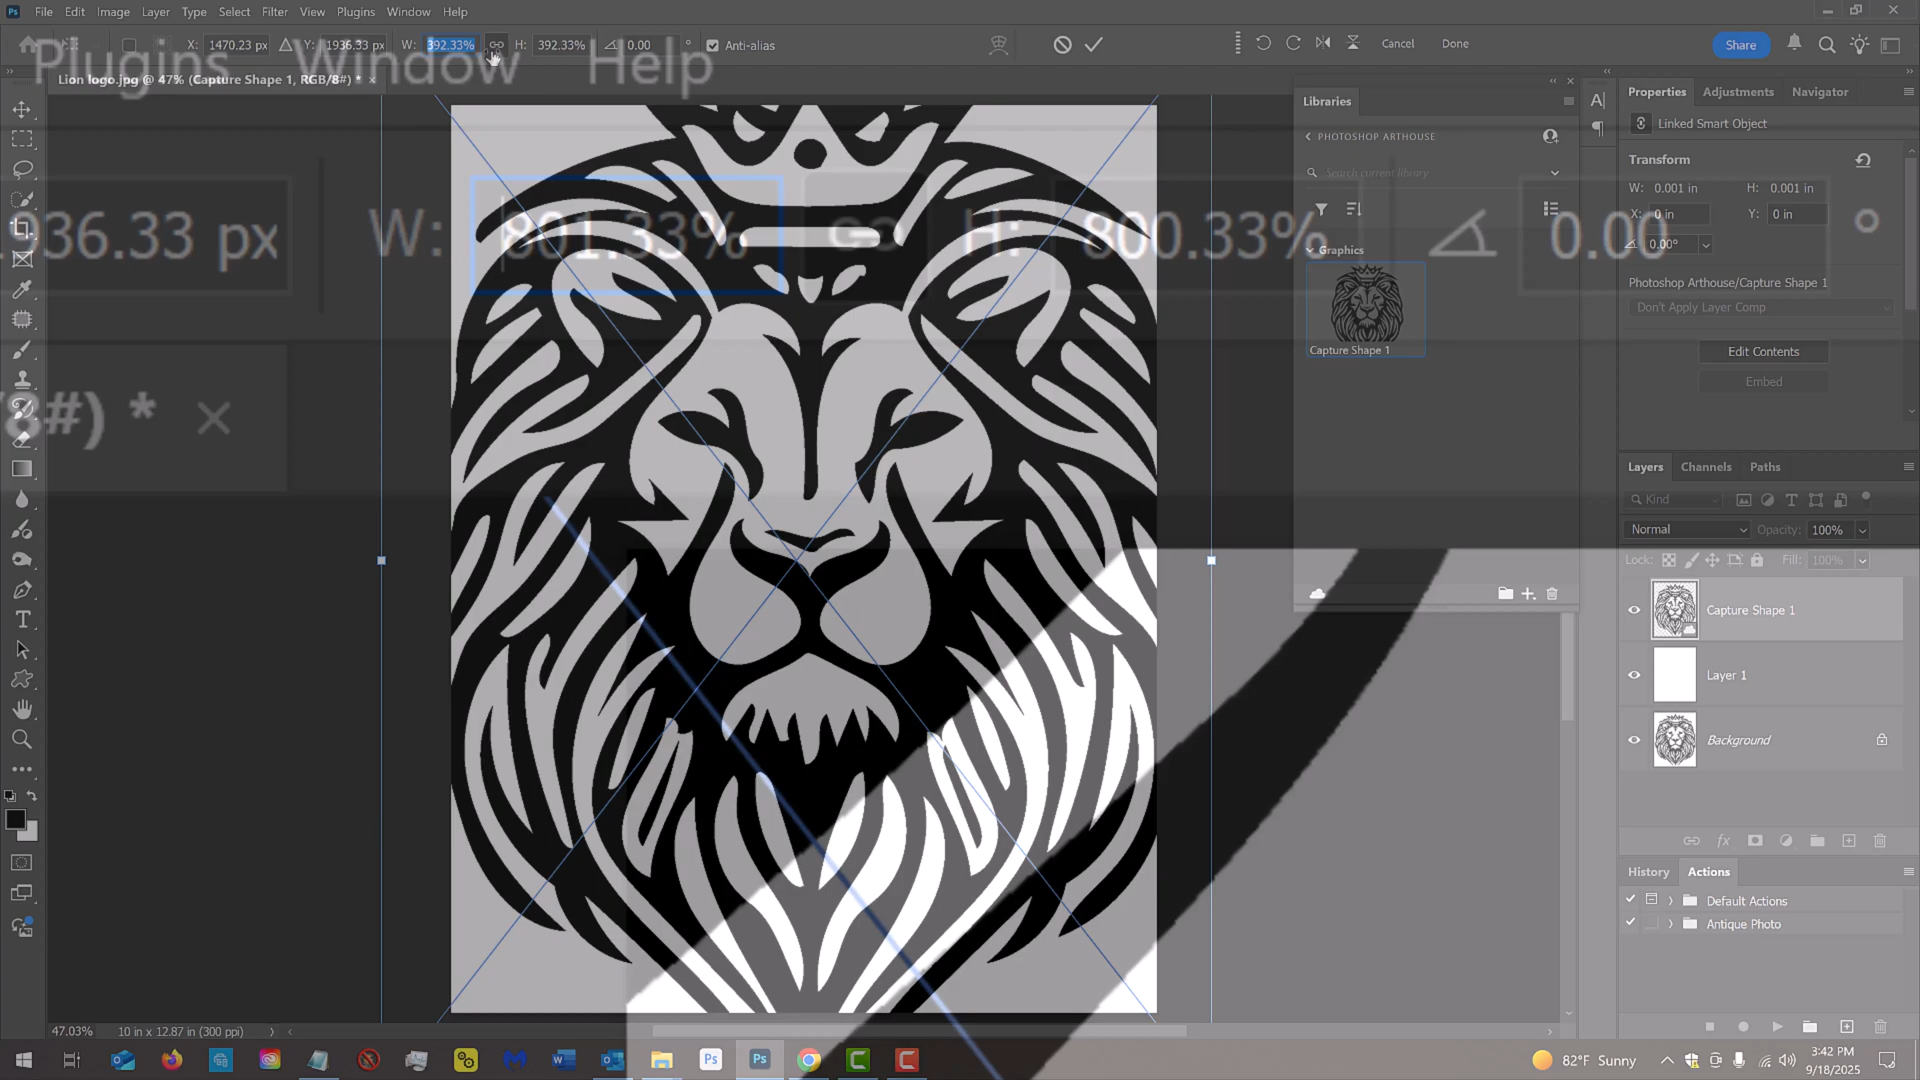 File Edit Image Layer Type Select Filter View Plugins Window Help
X: 1470.23 px Y: 1936.33 px W: 392.33% H: 392.33% 0.00 ° Anti-alias Cancel Done Share
Plugins Window Help
Lion logo.jpg @ 47% (Capture Shape 1, RGB/8#) * ×
936.33 px W: 801.33% H: 800.33% 0.00 °
/8#) * ×
Libraries
PHOTOSHOP ARTHOUSE
Search current library
Graphics
Capture Shape 1
Properties Adjustments Navigator
Linked Smart Object
Transform
W: 0.001 in H: 0.001 in
X: 0 in Y: 0 in
0.00°
Photoshop Arthouse/Capture Shape 1
Don't Apply Layer Comp
Edit Contents
Embed
Layers Channels Paths
Kind
Normal Opacity: 100%
Lock: Fill: 100%
Capture Shape 1
Layer 1
Background
History Actions
Default Actions
Antique Photo
47.03% 10 in x 12.87 in (300 ppi)
82°F Sunny
3:42 PM
9/18/2025